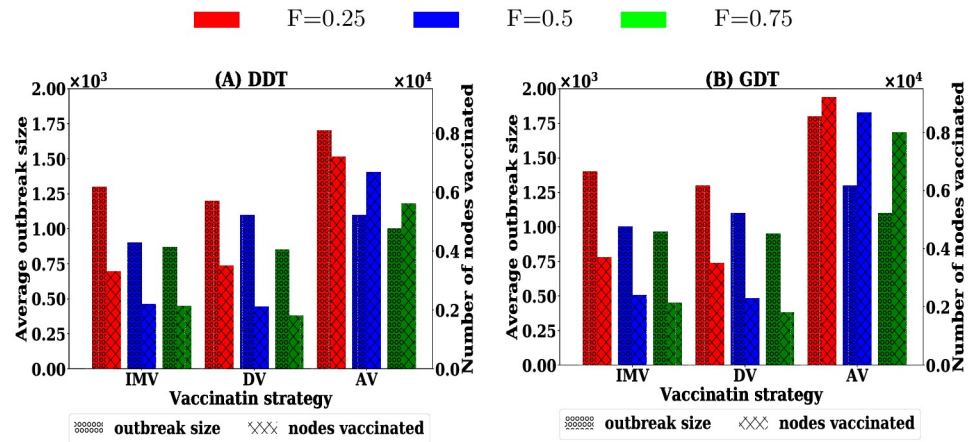 F=0.25 F=0.5 F=0.75
×10³ (A) DDT ×10⁴
2.00
1.75
1.50
1.25
1.00
0.75
0.50
0.25
0.00
Average outbreak size
0.8
0.6
0.4
0.2
0.0
Number of nodes vaccinated
IMV DV AV
Vaccinatin strategy
outbreak size nodes vaccinated
×10³ (B) GDT ×10⁴
2.00
1.75
1.50
1.25
1.00
0.75
0.50
0.25
0.00
Average outbreak size
0.8
0.6
0.4
0.2
0.0
Number of nodes vaccinated
IMV DV AV
Vaccinatin strategy
outbreak size nodes vaccinated